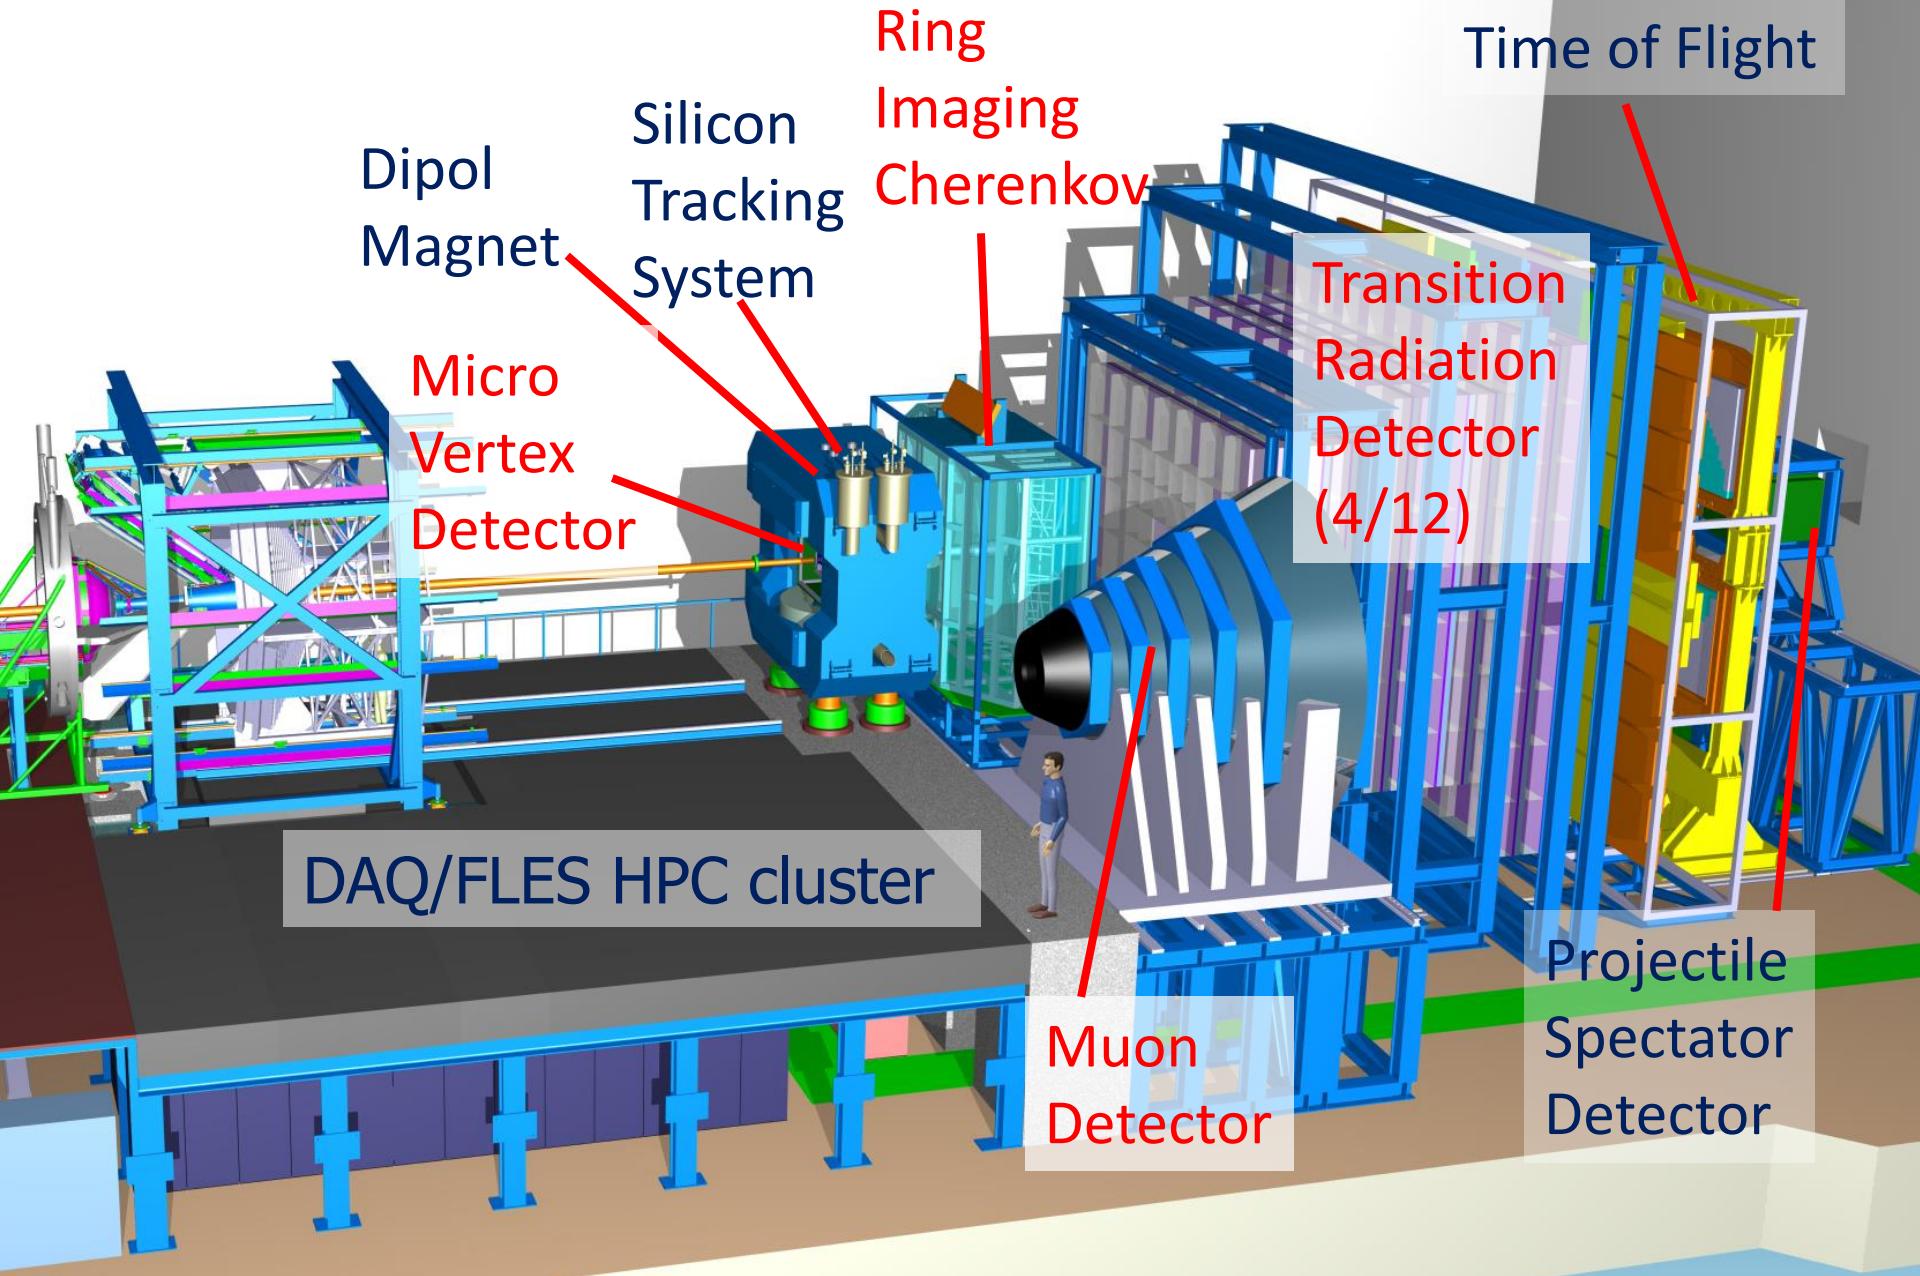 Ring
Imaging
Cherenkov
Time of Flight
Silicon
Tracking
System
Dipol
Magnet
Transition
Radiation
Detector
(4/12)
Micro
Vertex
Detector
DAQ/FLES HPC cluster
Projectile
Spectator
Detector
Muon
Detector